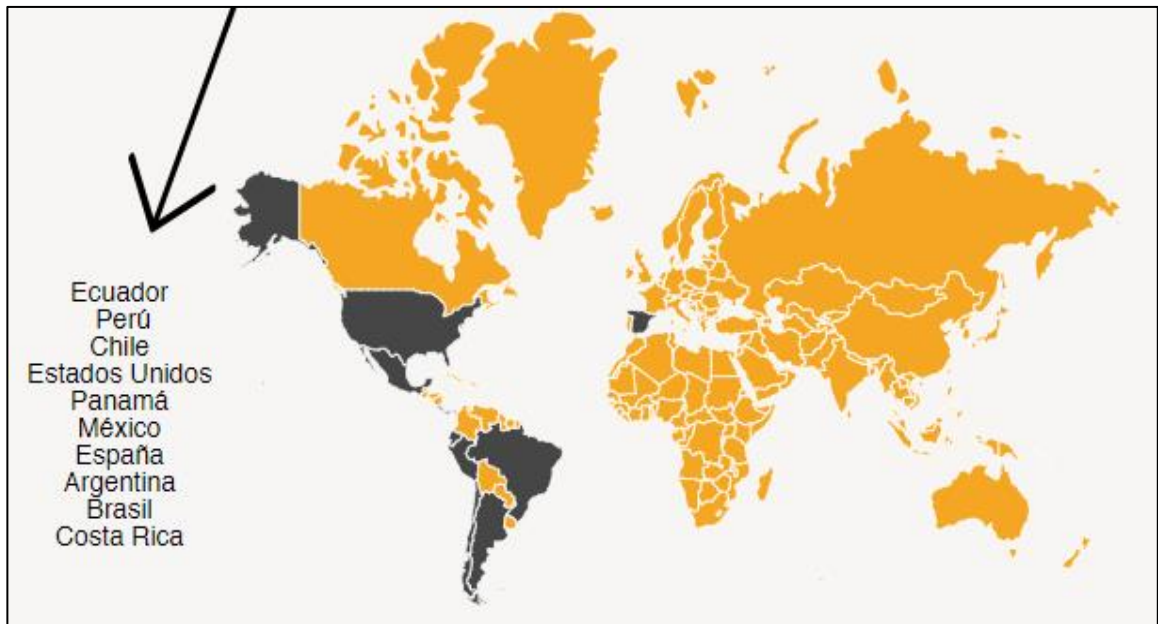 Ecuador
Perú
Chile
Estados Unidos
Panamá
México
España
Argentina
Brasil
Costa Rica